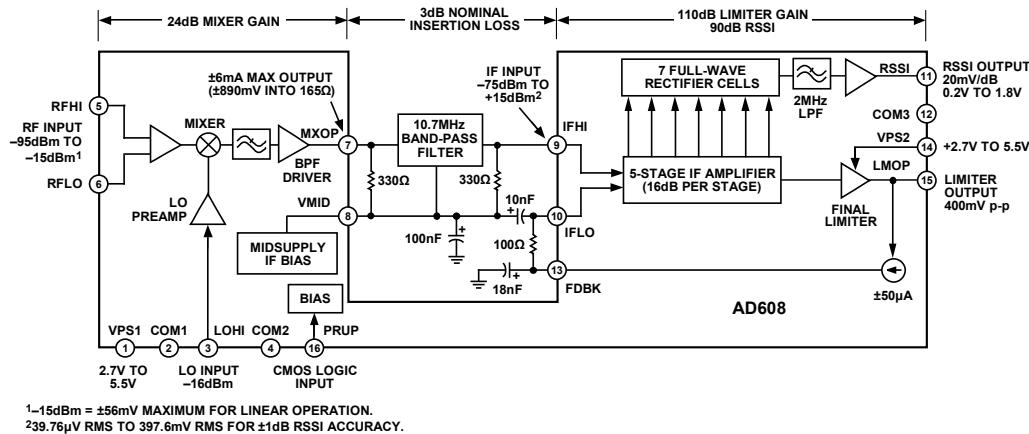 24dB MIXER GAIN
3dB NOMINAL
INSERTION LOSS
110dB LIMITER GAIN
90dB RSSI
±6mA MAX OUTPUT
(±890mV INTO 165Ω)
IF INPUT
–75dBm TO
+15dBm2
7 FULL-WAVE
RECTIFIER CELLS
2MHz
LPF
RSSI
11
RSSI OUTPUT
20mV/dB
0.2V TO 1.8V
COM3
12
VPS2
14
+2.7V TO 5.5V
LMOP
15
LIMITER
OUTPUT
400mV p-p
RFHI
5
RF INPUT
–95dBm TO
–15dBm1
RFLO
6
MIXER
LO
PREAMP
MXOP
7
BPF
DRIVER
10.7MHz
BAND-PASS
FILTER
330Ω
330Ω
IFHI
9
5-STAGE IF AMPLIFIER
(16dB PER STAGE)
FINAL
LIMITER
VMID
8
MIDSUPPLY
IF BIAS
100nF
10nF
10
IFLO
100Ω
18nF
13
FDBK
±50µA
AD608
BIAS
VPS1
COM1
LOHI
COM2
PRUP
1
2
3
4
16
2.7V TO
5.5V
LO INPUT
–16dBm
CMOS LOGIC
INPUT
1–15dBm = ±56mV MAXIMUM FOR LINEAR OPERATION.
239.76µV RMS TO 397.6mV RMS FOR ±1dB RSSI ACCURACY.